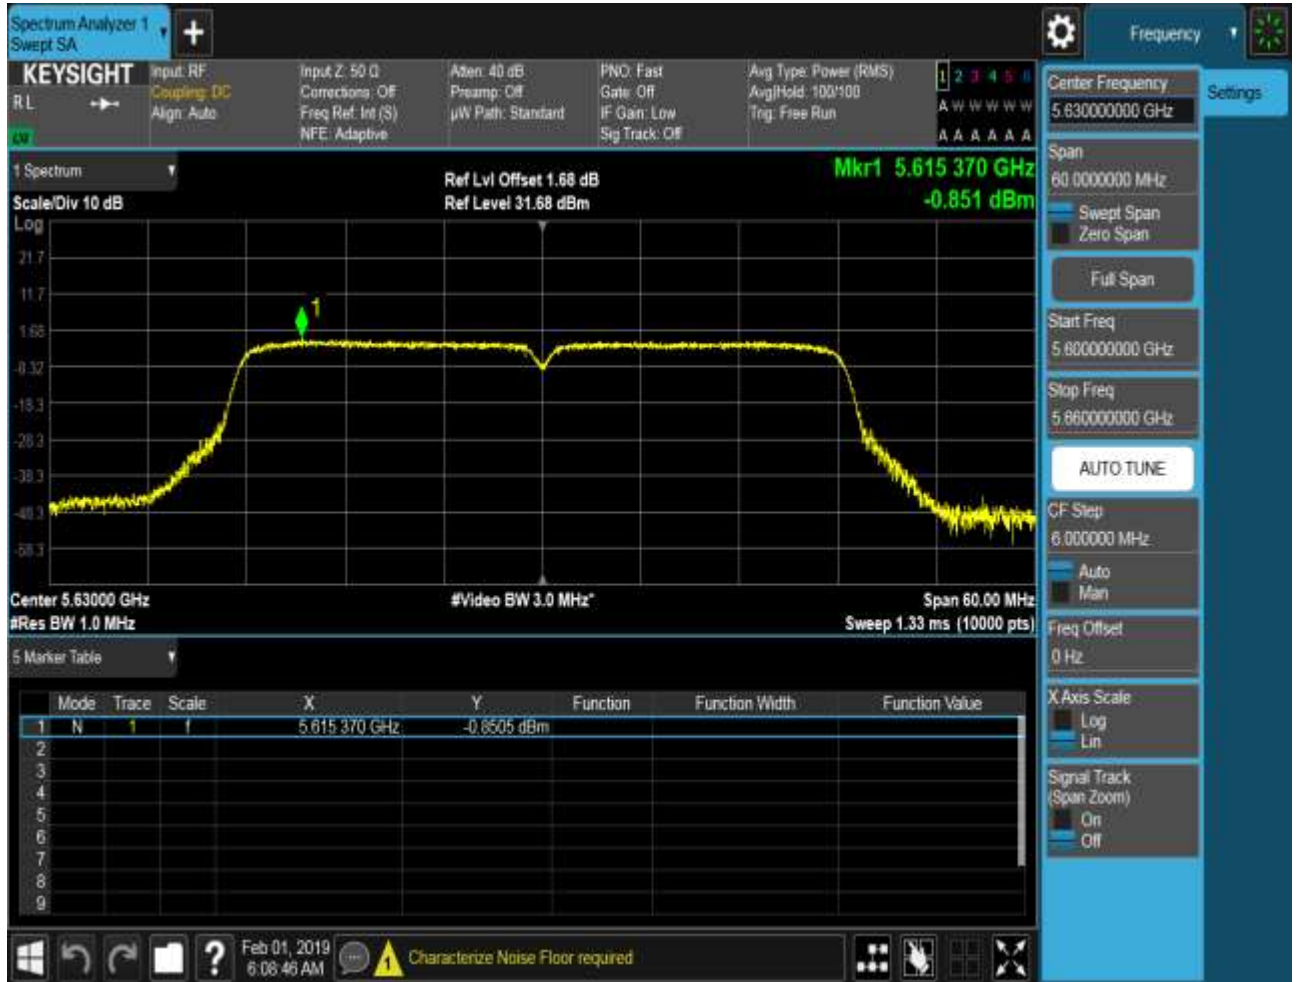 Spectrum Analyzer 1
Swept SA
+
Frequency
KEYSIGHT
RL
Input: RF
Coupling: DC
Align: Auto
Input Z: 50 Ω
Corrections: Off
Freq Ref: Int (S)
NFE: Adaptive
Atten: 40 dB
Preamp: Off
µW Path: Standard
PNO: Fast
Gate: Off
IF Gain: Low
Sig Track: Off
Avg Type: Power (RMS)
Avg|Hold: 100/100
Trig: Free Run
1 2 3 4 5 6
A W W W W W
A A A A A A
1 Spectrum
Scale/Div 10 dB
Ref Lvl Offset 1.68 dB
Ref Level 31.68 dBm
Mkr1 5.615 370 GHz
-0.851 dBm
Log
21.7
11.7
1.68
-8.32
-18.3
-28.3
-38.3
-48.3
-58.3
1
Center 5.63000 GHz
#Res BW 1.0 MHz
#Video BW 3.0 MHz*
Span 60.00 MHz
Sweep 1.33 ms (10000 pts)
5 Marker Table
Mode Trace Scale X Y Function Function Width Function Value
1 N 1 f 5.615 370 GHz -0.8505 dBm
2
3
4
5
6
7
8
9
Center Frequency
5.630000000 GHz
Settings
Span
60.0000000 MHz
Swept Span
Zero Span
Full Span
Start Freq
5.600000000 GHz
Stop Freq
5.660000000 GHz
AUTO TUNE
CF Step
6.000000 MHz
Auto
Man
Freq Offset
0 Hz
X Axis Scale
Log
Lin
Signal Track
(Span Zoom)
On
Off
?
Feb 01, 2019
6:08:46 AM
1
Characterize Noise Floor required